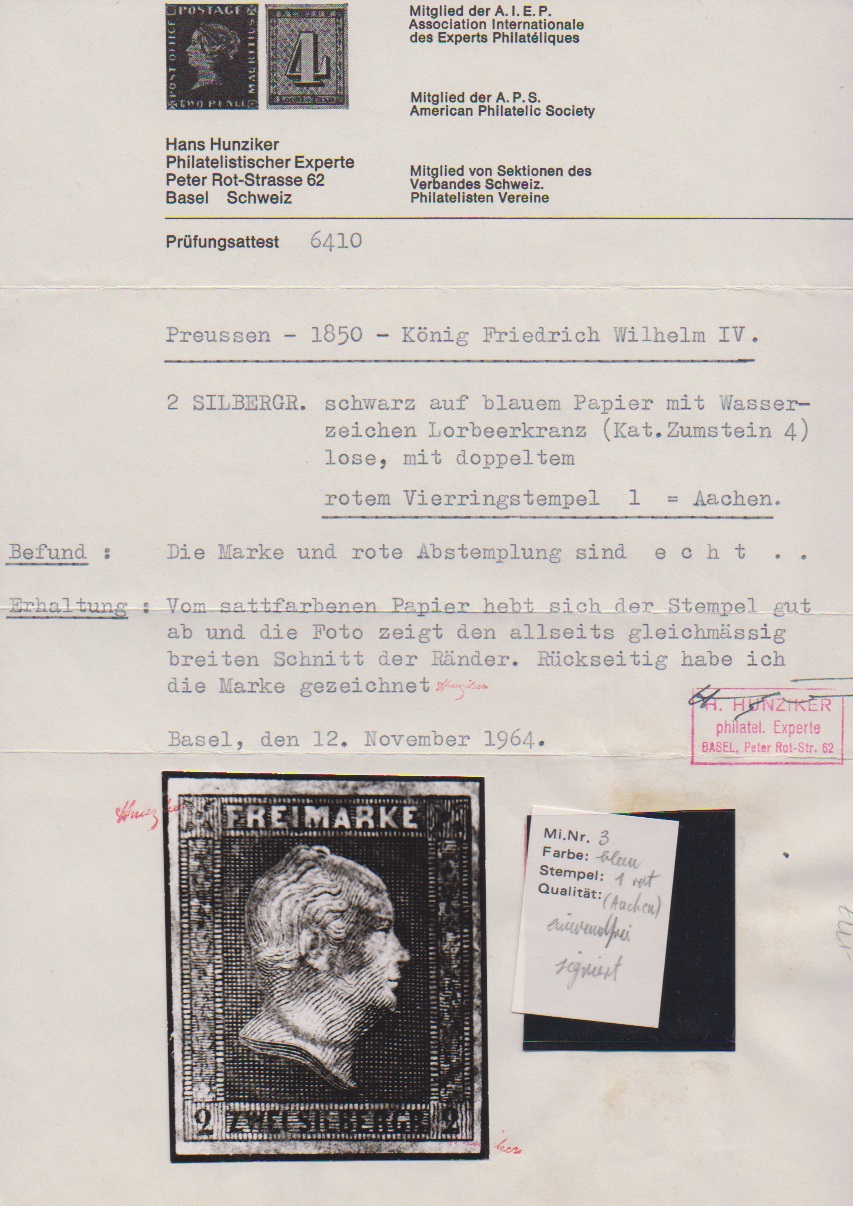 POSTAGE
POST OFFICE
MAURITIUS
TWO PENCE
4
Mitglied der A.I.E.P.
Association Internationale
des Experts Philatéliques
Mitglied der A.P.S.
American Philatelic Society
Hans Hunziker
Philatelistischer Experte
Peter Rot-Strasse 62
Basel Schweiz
Mitglied von Sektionen des
Verbandes Schweiz.
Philatelisten Vereine
Prüfungsattest 6410
Preussen - 1850 - König Friedrich Wilhelm IV.
2 SILBERGR. schwarz auf blauem Papier mit Wasser-
zeichen Lorbeerkranz (Kat.Zumstein 4)
lose, mit doppeltem
rotem Vierringstempel 1 = Aachen.
Befund : Die Marke und rote Abstemplung sind e c h t . .
Erhaltung : Vom sattfarbenen Papier hebt sich der Stempel gut
ab und die Foto zeigt den allseits gleichmässig
breiten Schnitt der Ränder. Rückseitig habe ich
die Marke gezeichnet Hunziker
Basel, den 12. November 1964.
H. HUNZIKER
philatel. Experte
BASEL, Peter Rot-Str. 62
Hunziker
FREIMARKE
2 ZWEI SILBERGR. 2
Mi.Nr. 3
Farbe: blau
Stempel: 1 rot
Qualität: (Aachen)
einwandfrei
signiert